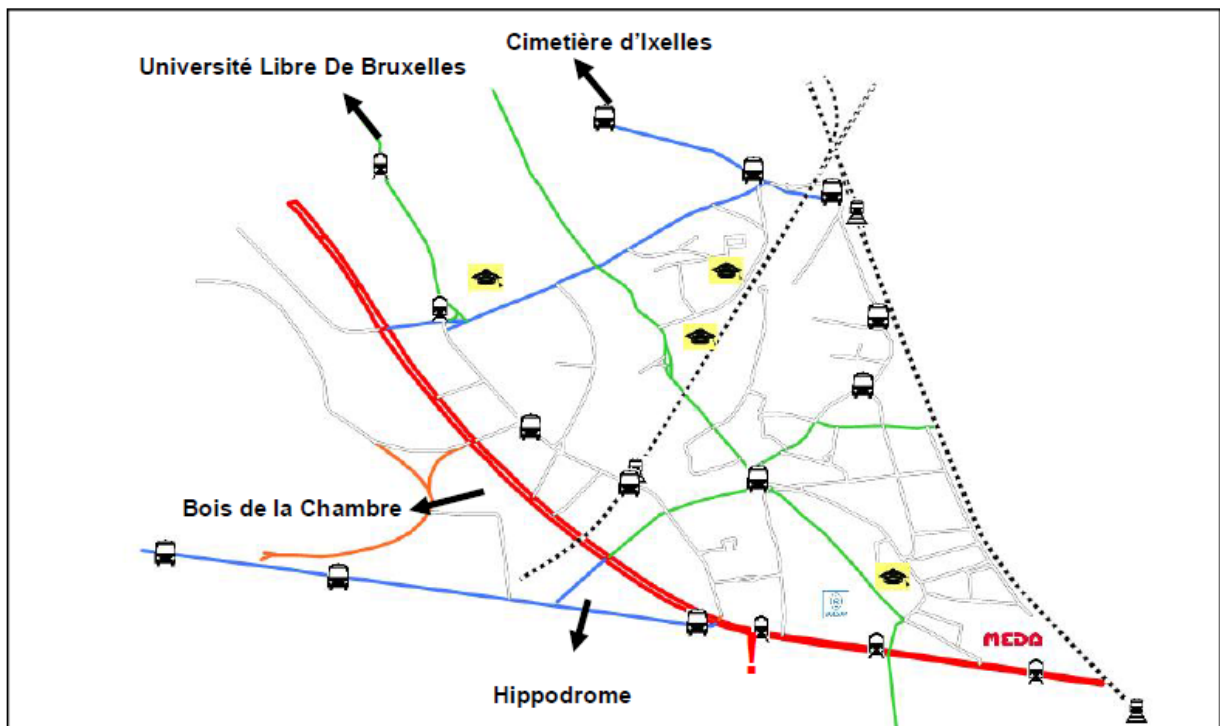 Cimetière d'Ixelles
Université Libre De Bruxelles
Bois de la Chambre
MEDA
Hippodrome